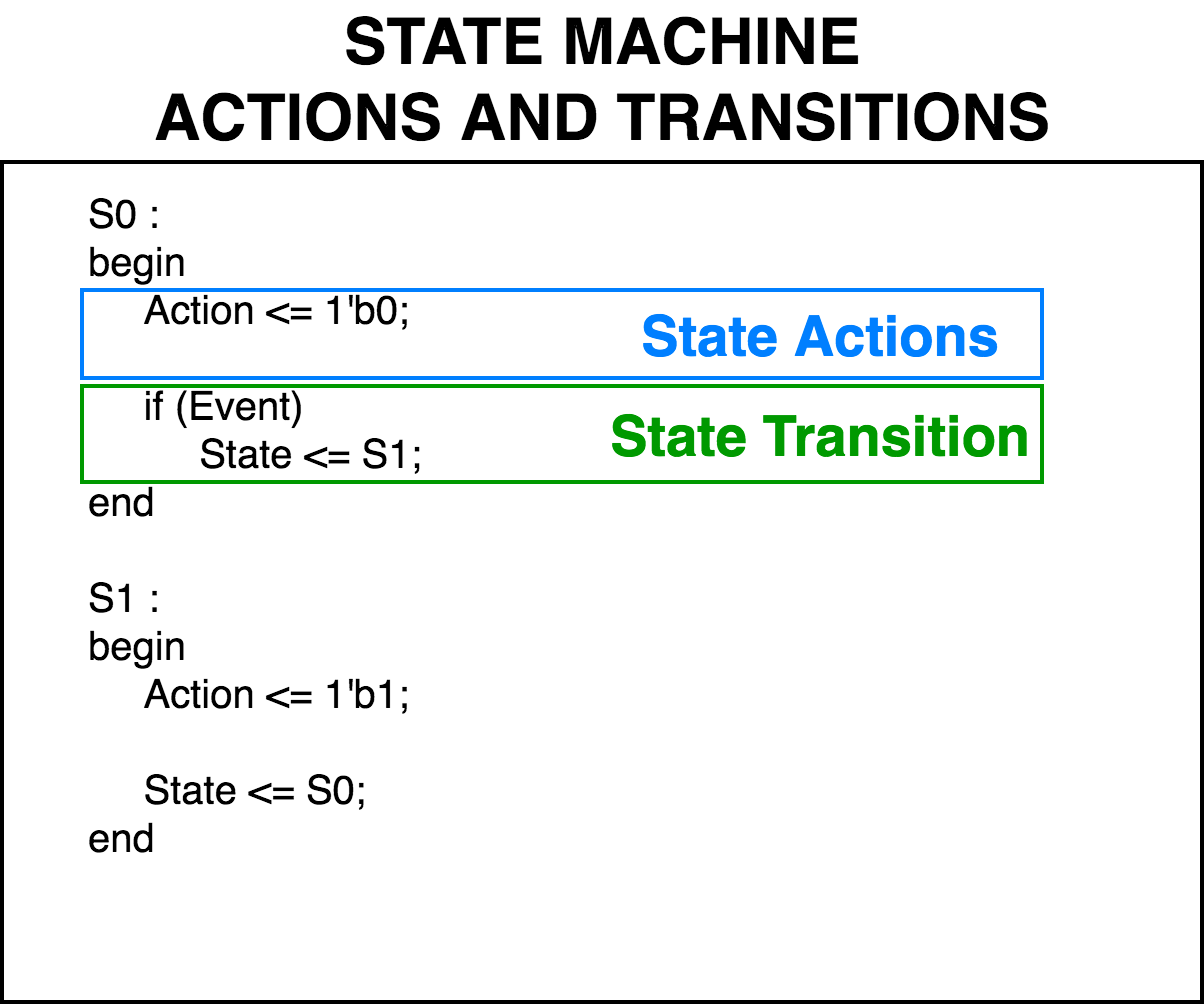 STATE MACHINE
ACTIONS AND TRANSITIONS
S0 :
begin
Action <= 1'b0;
State Actions
if (Event)
State <= S1;
State Transition
end
S1 :
begin
Action <= 1'b1;
State <= S0;
end